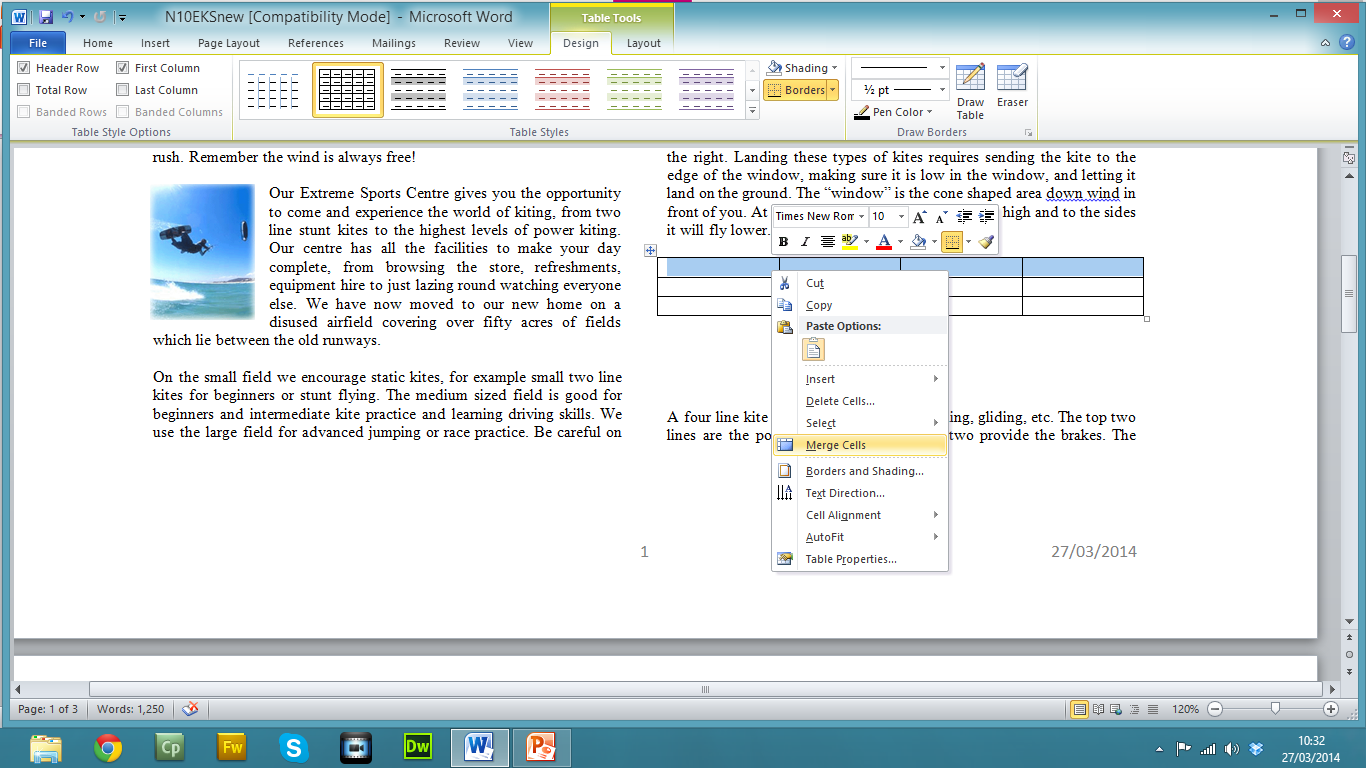 N10EKSnew [Compatibility Mode] - Microsoft Word
Table Tools
File Home Insert Page Layout References Mailings Review View Design Layout
Header Row First Column
Total Row Last Column
Banded Rows Banded Columns
Table Style Options
Table Styles
Shading
Borders
½ pt
Pen Color
Draw Table
Eraser
Draw Borders
rush. Remember the wind is always free!
Our Extreme Sports Centre gives you the opportunity
to come and experience the world of kiting, from two
line stunt kites to the highest levels of power kiting.
Our centre has all the facilities to make your day
complete, from browsing the store, refreshments,
equipment hire to just lazing round watching everyone
else. We have now moved to our new home on a
disused airfield covering over fifty acres of fields
which lie between the old runways.
On the small field we encourage static kites, for example small two line
kites for beginners or stunt flying. The medium sized field is good for
beginners and intermediate kite practice and learning driving skills. We
use the large field for advanced jumping or race practice. Be careful on
the right. Landing these types of kites requires sending the kite to the
edge of the window, making sure it is low in the window, and letting it
land on the ground. The “window” is the cone shaped area down wind in
front of you. At high and to the sides
it will fly lower.
Times New Rom 10
B I ab A
Cut
Copy
Paste Options:
Insert
Delete Cells...
Select
Merge Cells
Borders and Shading...
Text Direction...
Cell Alignment
AutoFit
Table Properties...
A four line kite ing, gliding, etc. The top two
lines are the po two provide the brakes. The
1 27/03/2014
Page: 1 of 3 Words: 1,250 120%
Cp Fw S Dw W P
10:32
27/03/2014